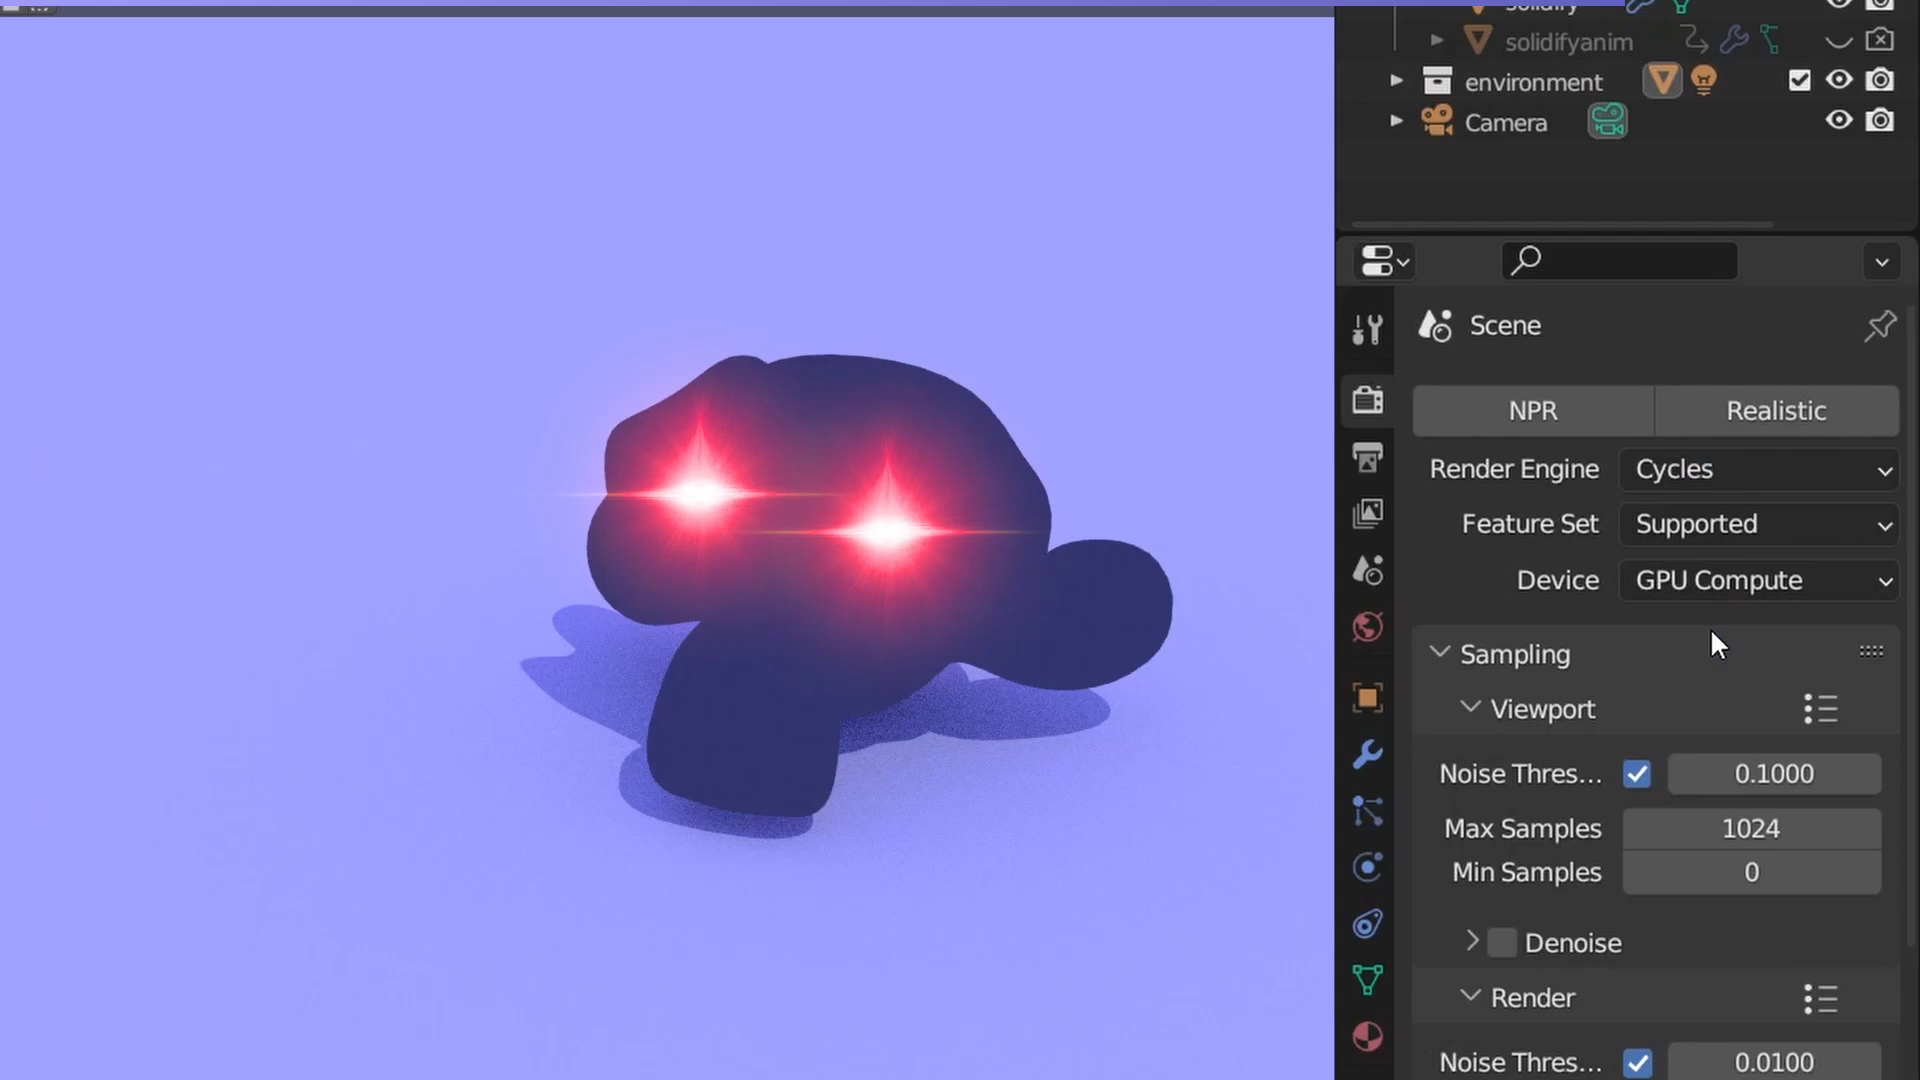 solidify
solidifyanim
environment
Camera
Scene
NPR Realistic
Render Engine Cycles
Feature Set Supported
Device GPU Compute
Sampling
Viewport
Noise Thres... 0.1000
Max Samples 1024
Min Samples 0
Denoise
Render
Noise Thres... 0.0100